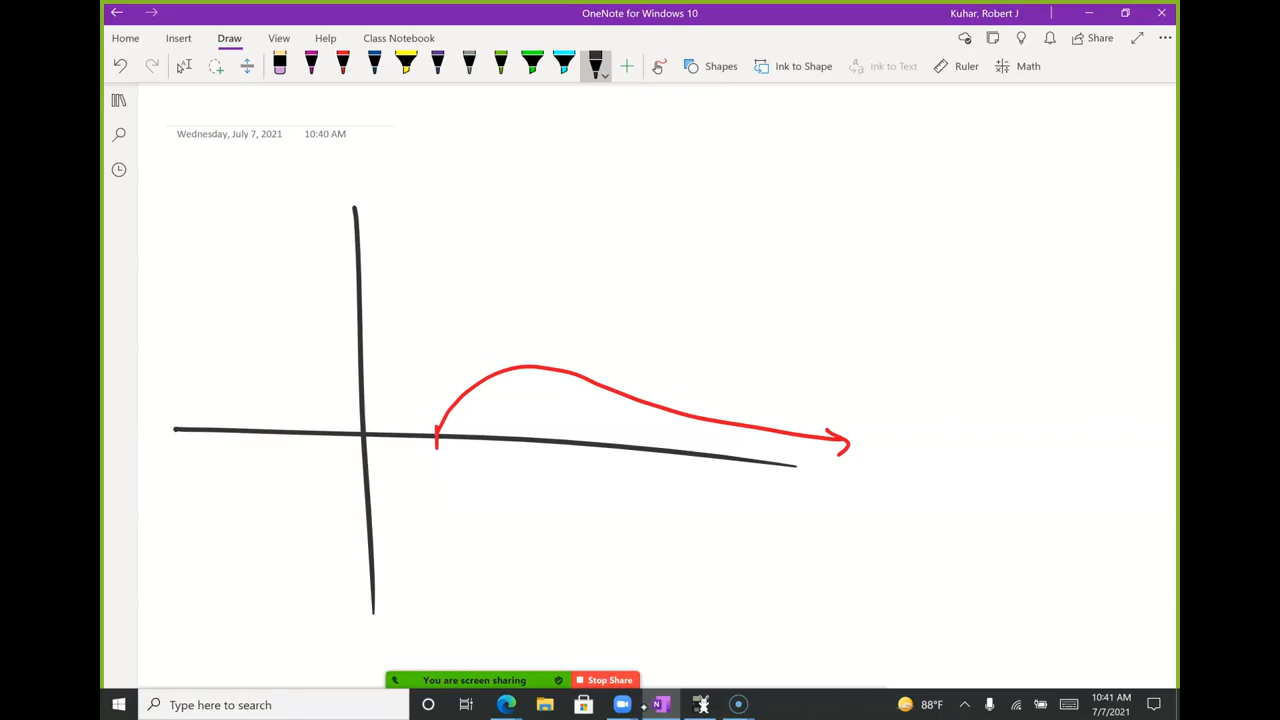 OneNote for Windows 10
Kuhar, Robert J
Home Insert Draw View Help Class Notebook
Share
Shapes Ink to Shape Ink to Text Ruler Math
Wednesday, July 7, 2021 10:40 AM
You are screen sharing Stop Share
Type here to search
88°F
10:41 AM
7/7/2021